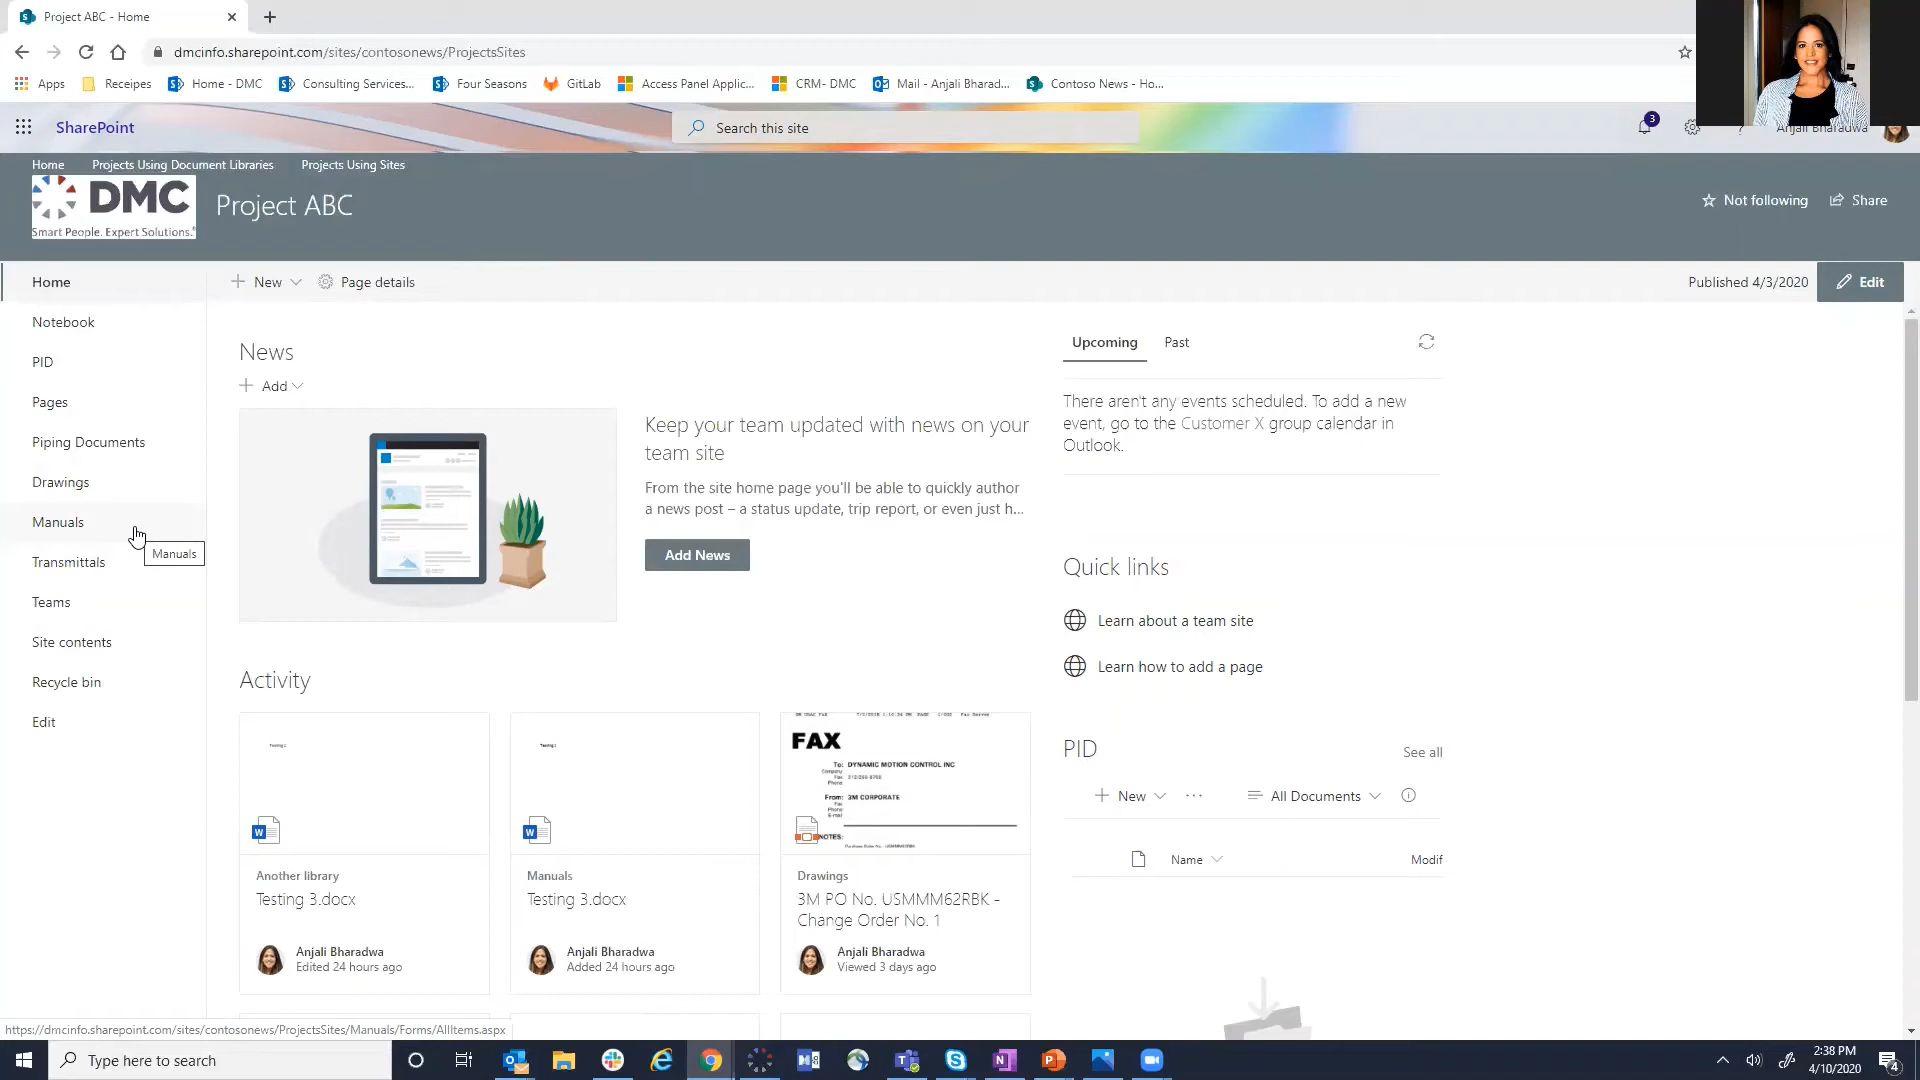 Project ABC - Home
dmcinfo.sharepoint.com/sites/contosonews/ProjectsSites
Apps
Receipes
Home - DMC
Consulting Services...
Four Seasons
GitLab
Access Panel Applic...
CRM- DMC
Mail - Anjali Bharad...
Contoso News - Ho...
SharePoint
Search this site
3
Anjali Bharadwa
Home
Projects Using Document Libraries
Projects Using Sites
DMC
Smart People. Expert Solutions.®
Project ABC
Not following
Share
Home
Notebook
PID
Pages
Piping Documents
Drawings
Manuals
Manuals
Transmittals
Teams
Site contents
Recycle bin
Edit
New
Page details
Published 4/3/2020
Edit
News
Add
Keep your team updated with news on your
team site
From the site home page you'll be able to quickly author
a news post – a status update, trip report, or even just h...
Add News
Upcoming
Past
There aren't any events scheduled. To add a new
event, go to the Customer X group calendar in
Outlook.
Quick links
Learn about a team site
Learn how to add a page
Activity
Another library
Testing 3.docx
Anjali Bharadwa
Edited 24 hours ago
Manuals
Testing 3.docx
Anjali Bharadwa
Added 24 hours ago
FAX
To: DYNAMIC MOTION CONTROL INC
Company
Fax
Phone
From: 3M CORPORATE
Fax
Phone
E-mail
NOTES:
Drawings
3M PO No. USMMM62RBK -
Change Order No. 1
Anjali Bharadwa
Viewed 3 days ago
PID
See all
New
All Documents
Name
Modif
https://dmcinfo.sharepoint.com/sites/contosonews/ProjectsSites/Manuals/Forms/AllItems.aspx
Type here to search
2:38 PM
4/10/2020
4